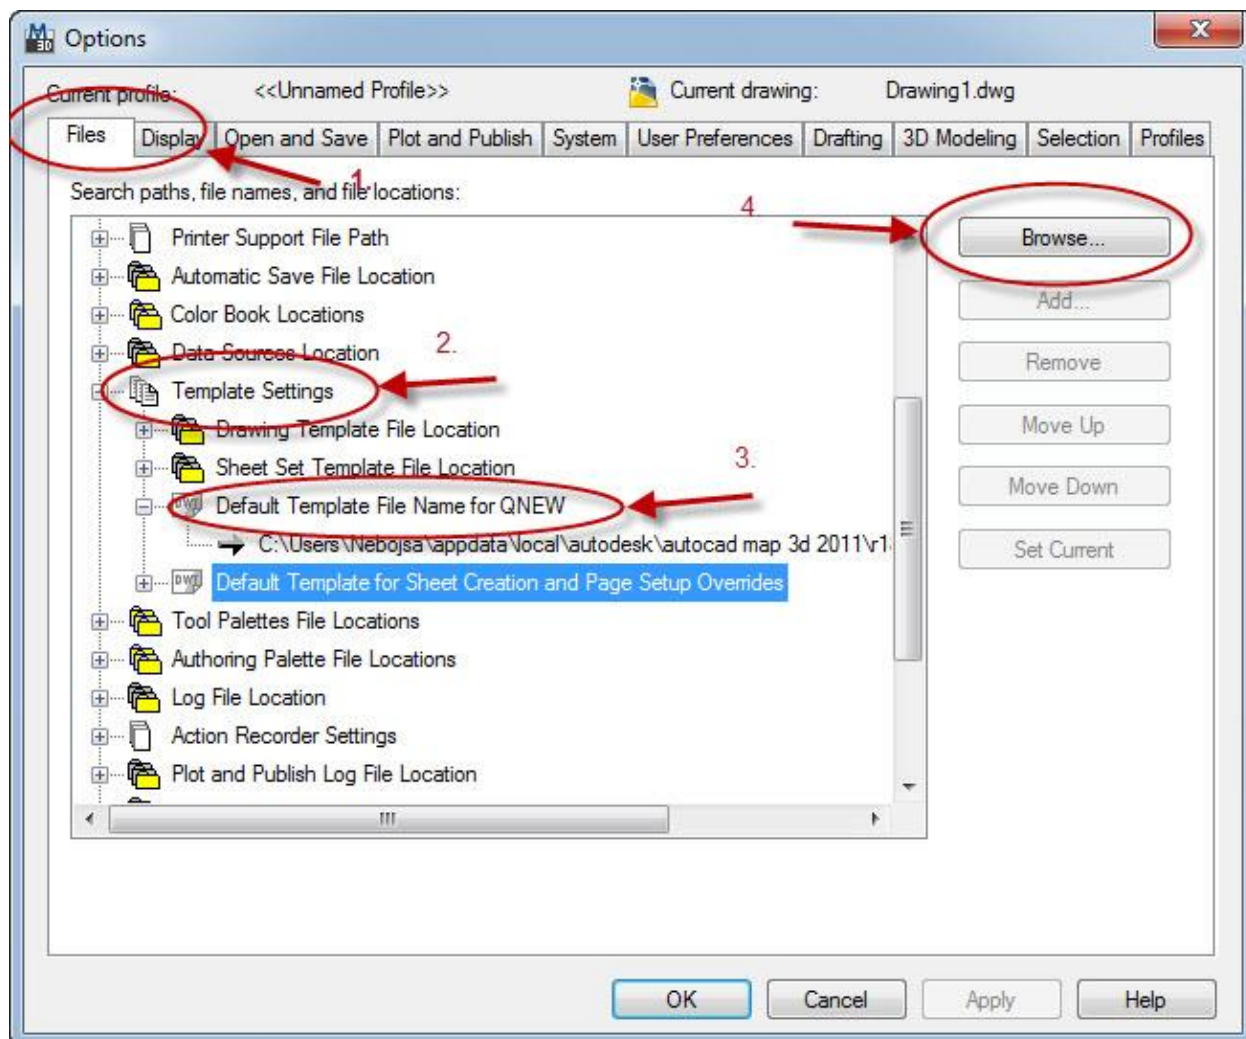 M 3D Options
Current profile: <<Unnamed Profile>> Current drawing: Drawing1.dwg
Files Display Open and Save Plot and Publish System User Preferences Drafting 3D Modeling Selection Profiles
1.
Search paths, file names, and file locations:
4.
Printer Support File Path
Browse...
Automatic Save File Location
Add...
Color Book Locations
2.
Data Sources Location
Remove
Template Settings
Drawing Template File Location
Move Up
3.
Sheet Set Template File Location
Move Down
Default Template File Name for QNEW
C:\Users\Nebojsa\appdata\local\autodesk\autocad map 3d 2011\r1
Set Current
Default Template for Sheet Creation and Page Setup Overrides
Tool Palettes File Locations
Authoring Palette File Locations
Log File Location
Action Recorder Settings
Plot and Publish Log File Location
OK Cancel Apply Help